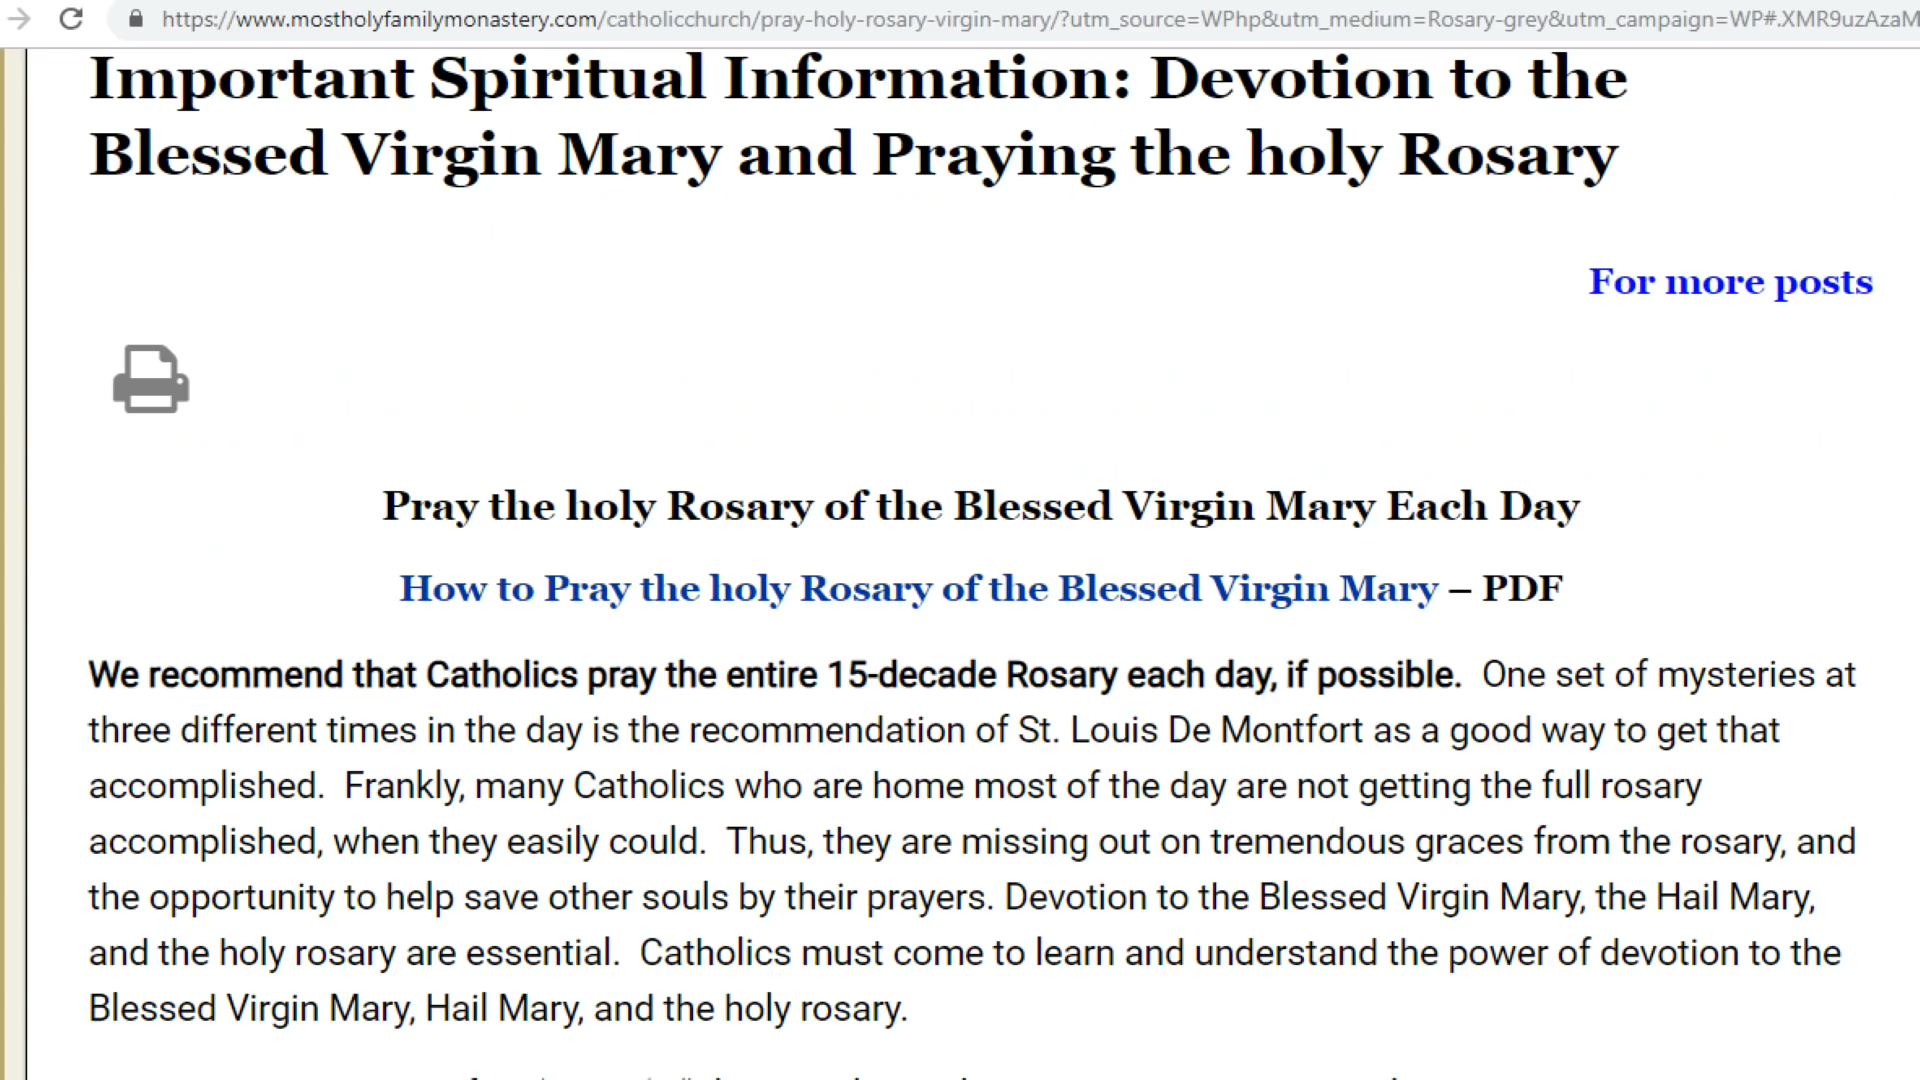 https://www.mostholyfamilymonastery.com/catholicchurch/pray-holy-rosary-virgin-mary/?utm_source=WPhp&utm_medium=Rosary-grey&utm_campaign=WP#.XMR9uzAzaM
Important Spiritual Information: Devotion to the
Blessed Virgin Mary and Praying the holy Rosary
For more posts
Pray the holy Rosary of the Blessed Virgin Mary Each Day
How to Pray the holy Rosary of the Blessed Virgin Mary – PDF
We recommend that Catholics pray the entire 15-decade Rosary each day, if possible.  One set of mysteries at
three different times in the day is the recommendation of St. Louis De Montfort as a good way to get that
accomplished.  Frankly, many Catholics who are home most of the day are not getting the full rosary
accomplished, when they easily could.  Thus, they are missing out on tremendous graces from the rosary, and
the opportunity to help save other souls by their prayers. Devotion to the Blessed Virgin Mary, the Hail Mary,
and the holy rosary are essential.  Catholics must come to learn and understand the power of devotion to the
Blessed Virgin Mary, Hail Mary, and the holy rosary.